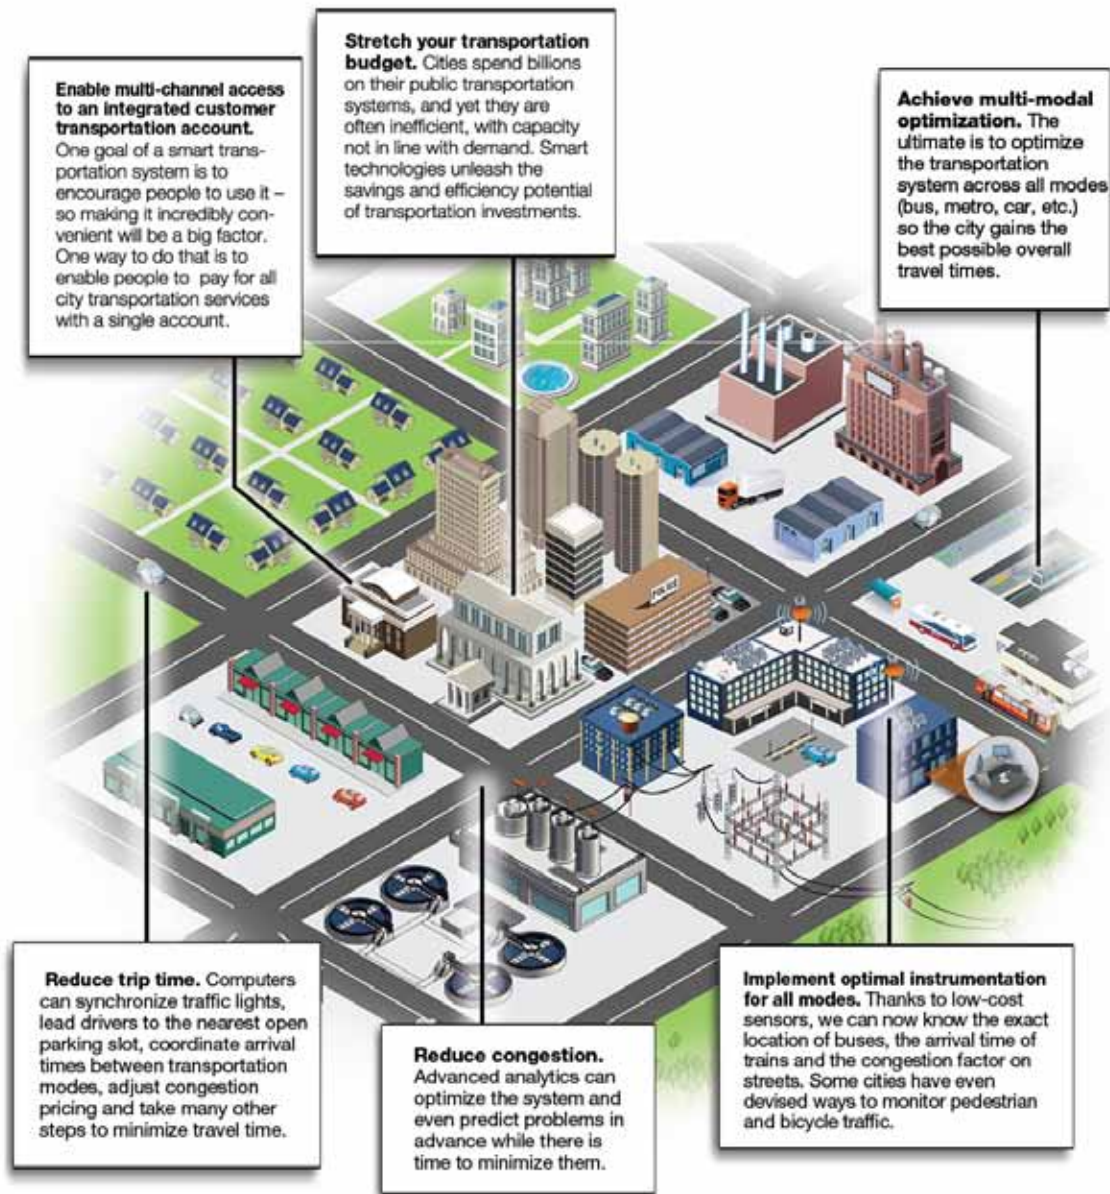 Enable multi-channel access
to an integrated customer
transportation account.
One goal of a smart trans-
portation system is to
encourage people to use it –
so making it incredibly con-
venient will be a big factor.
One way to do that is to
enable people to pay for all
city transportation services
with a single account.
Stretch your transportation
budget. Cities spend billions
on their public transportation
systems, and yet they are
often inefficient, with capacity
not in line with demand. Smart
technologies unleash the
savings and efficiency potential
of transportation investments.
Achieve multi-modal
optimization. The
ultimate is to optimize
the transportation
system across all modes
(bus, metro, car, etc.)
so the city gains the
best possible overall
travel times.
POLICE
Reduce trip time. Computers
can synchronize traffic lights,
lead drivers to the nearest open
parking slot, coordinate arrival
times between transportation
modes, adjust congestion
pricing and take many other
steps to minimize travel time.
Reduce congestion.
Advanced analytics can
optimize the system and
even predict problems in
advance while there is
time to minimize them.
Implement optimal instrumentation
for all modes. Thanks to low-cost
sensors, we can now know the exact
location of buses, the arrival time of
trains and the congestion factor on
streets. Some cities have even
devised ways to monitor pedestrian
and bicycle traffic.